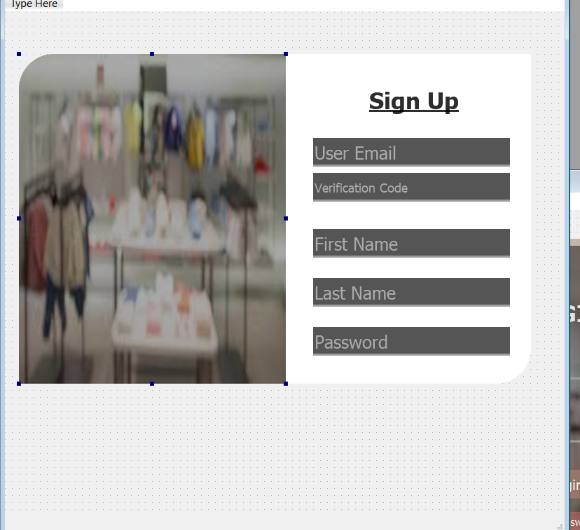 Type Here
Sign Up
User Email
Verification Code
First Name
Last Name
Password